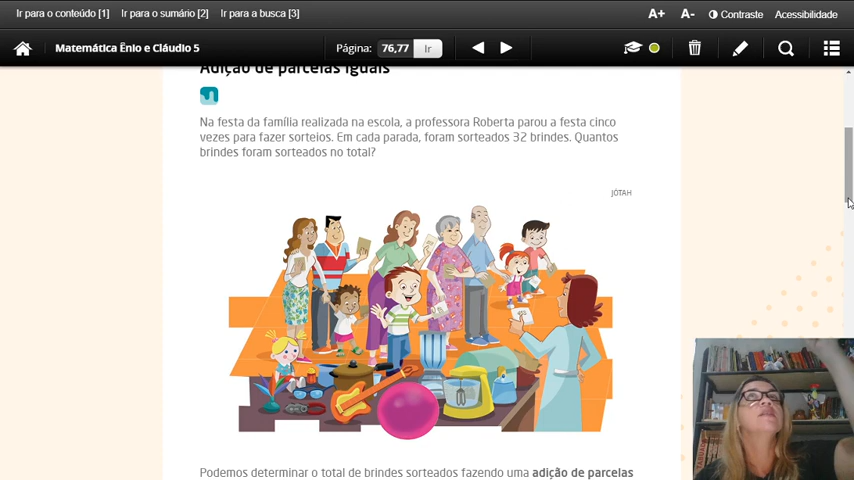 Ir para o conteúdo [1] Ir para o sumário [2] Ir para a busca [3] A+ A- Contraste Acessibilidade
Matemática Ênio e Cláudio 5 Página: 76,77 Ir
Adição de parcelas iguais
Na festa da família realizada na escola, a professora Roberta parou a festa cinco
vezes para fazer sorteios. Em cada parada, foram sorteados 32 brindes. Quantos
brindes foram sorteados no total?
JÓTAH
Podemos determinar o total de brindes sorteados fazendo uma adição de parcelas